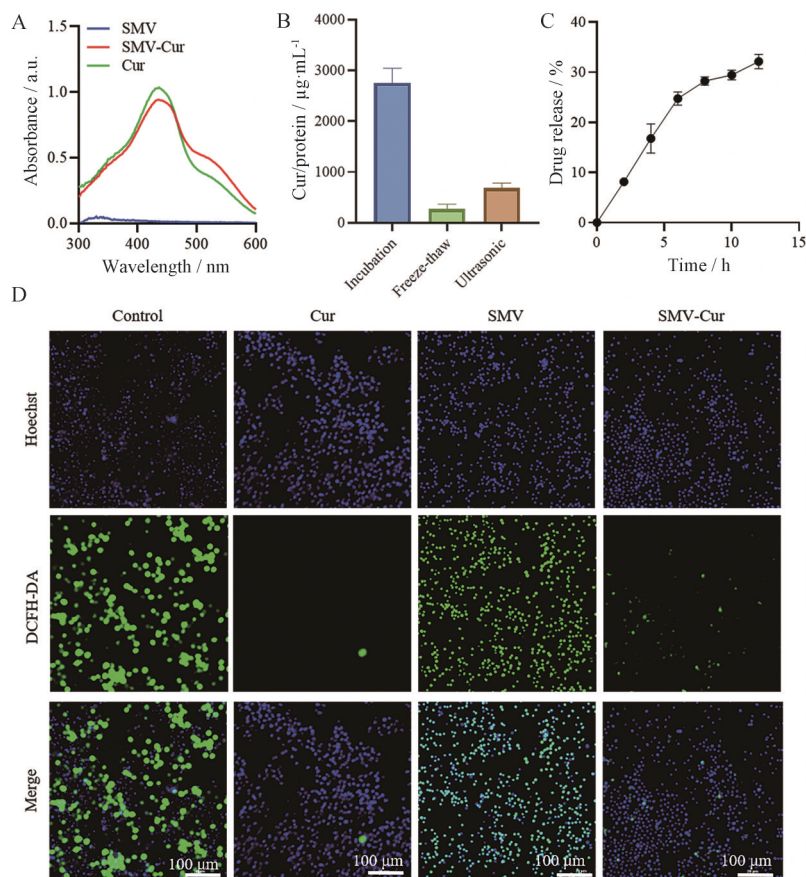 A
SMV
SMV-Cur
Cur
Absorbance / a.u.
1.5
1.0
0.5
0.0
300
400
500
600
Wavelength / nm
B
Cur/protein / μg·mL⁻¹
4000
3000
2000
1000
0
Incubation
Freeze-thaw
Ultrasonic
C
Drug release / %
40
30
20
10
0
0
5
10
15
Time / h
D
Control
Cur
SMV
SMV-Cur
Hoechst
DCFH-DA
Merge
100 μm
100 μm
100 μm
100 μm